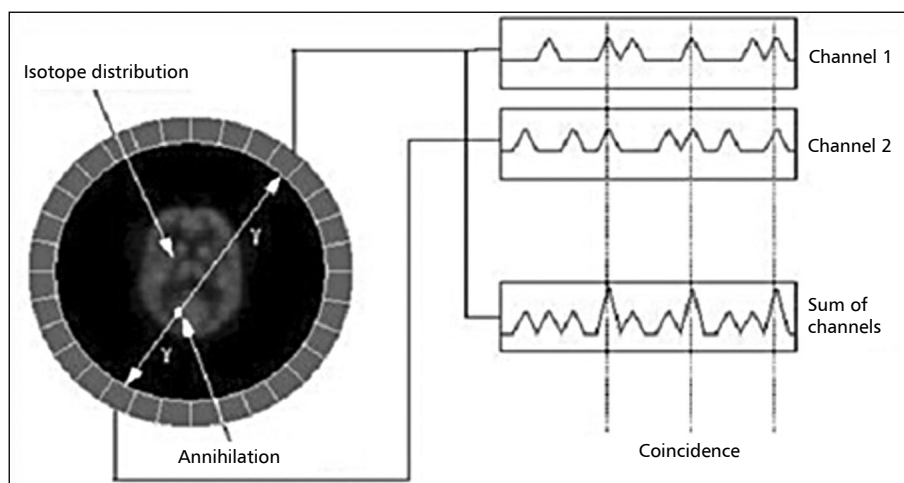 Isotope distribution
γ
γ
Annihilation
Channel 1
Channel 2
Sum of
channels
Coincidence